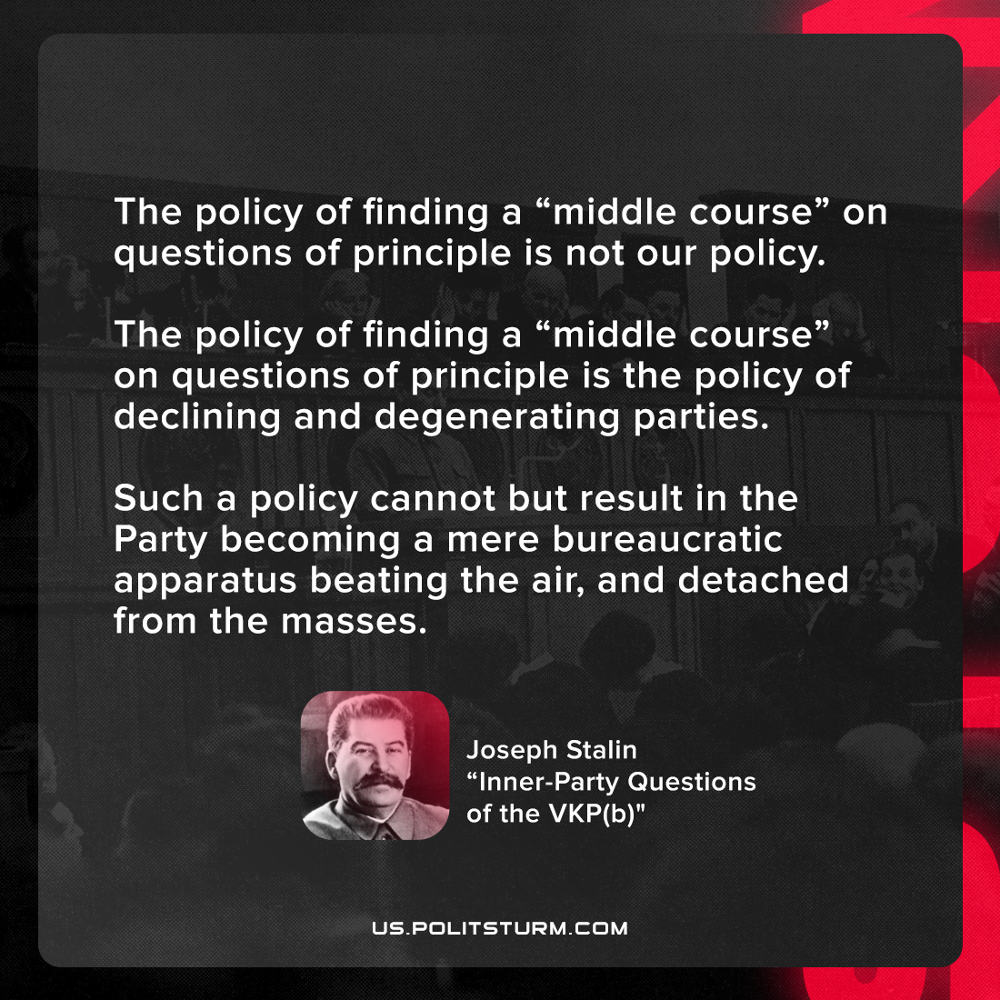 The policy of finding a “middle course” on
questions of principle is not our policy.
The policy of finding a “middle course”
on questions of principle is the policy of
declining and degenerating parties.
Such a policy cannot but result in the
Party becoming a mere bureaucratic
apparatus beating the air, and detached
from the masses.
Joseph Stalin
“Inner-Party Questions
of the VKP(b)"
US.POLITSTURM.COM